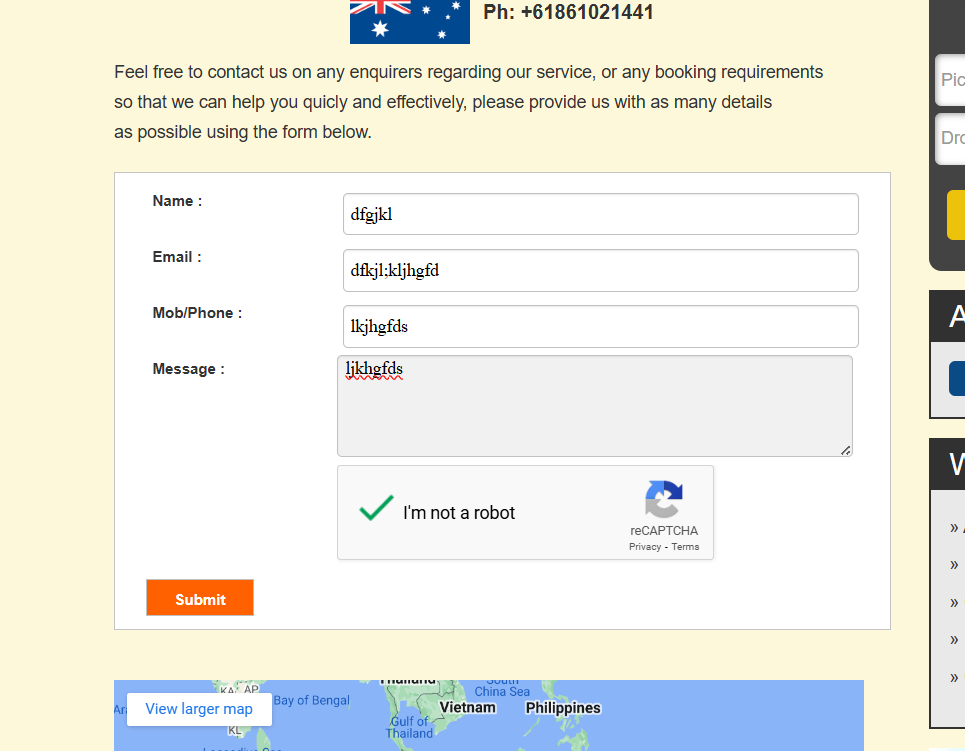 Ph: +61861021441
Feel free to contact us on any enquirers regarding our service, or any booking requirements
so that we can help you quicly and effectively, please provide us with as many details
as possible using the form below.
Pic
Dro
Name :
dfgjkl
Email :
dfkjl;kljhgfd
Mob/Phone :
lkjhgfds
Message :
ljkhgfds
I'm not a robot
reCAPTCHA
Privacy - Terms
Submit
A
W
»
»
»
»
»
View larger map
KA
AP
KL
Bay of Bengal
Thailand
Gulf of
Thailand
Vietnam
South
China Sea
Philippines